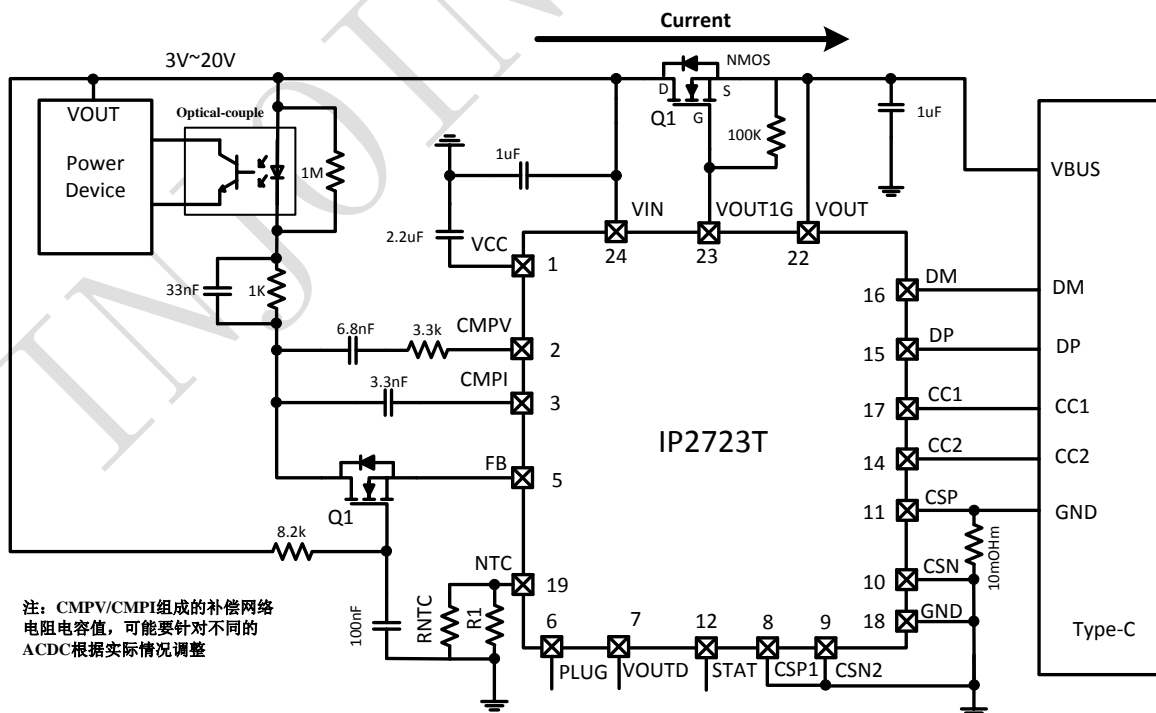 Current
3V~20V
NMOS
D
S
G
Q1
VOUT
Power
Device
Optical-couple
1M
1uF
100K
1uF
VBUS
VIN
VOUT1G
VOUT
2.2uF
VCC
1
24
23
22
33nF
1K
16
DM
DM
6.8nF
3.3k
CMPV
2
15
DP
DP
3.3nF
CMPI
3
17
CC1
CC1
IP2723T
14
CC2
CC2
FB
5
11
CSP
GND
Q1
8.2k
10mOHm
NTC
19
10
CSN
18
GND
100nF
RNTC
R1
注：CMPV/CMPI组成的补偿网络
电阻电容值，可能要针对不同的
ACDC根据实际情况调整
6
7
12
8
9
PLUG
VOUTD
STAT
CSP1
CSN2
Type-C
INJOIN